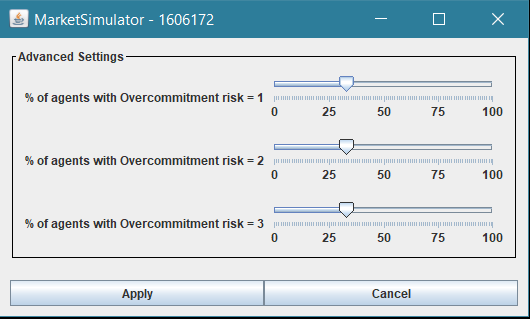 MarketSimulator - 1606172
Advanced Settings
% of agents with Overcommitment risk = 1
0 25 50 75 100
% of agents with Overcommitment risk = 2
0 25 50 75 100
% of agents with Overcommitment risk = 3
0 25 50 75 100
Apply Cancel